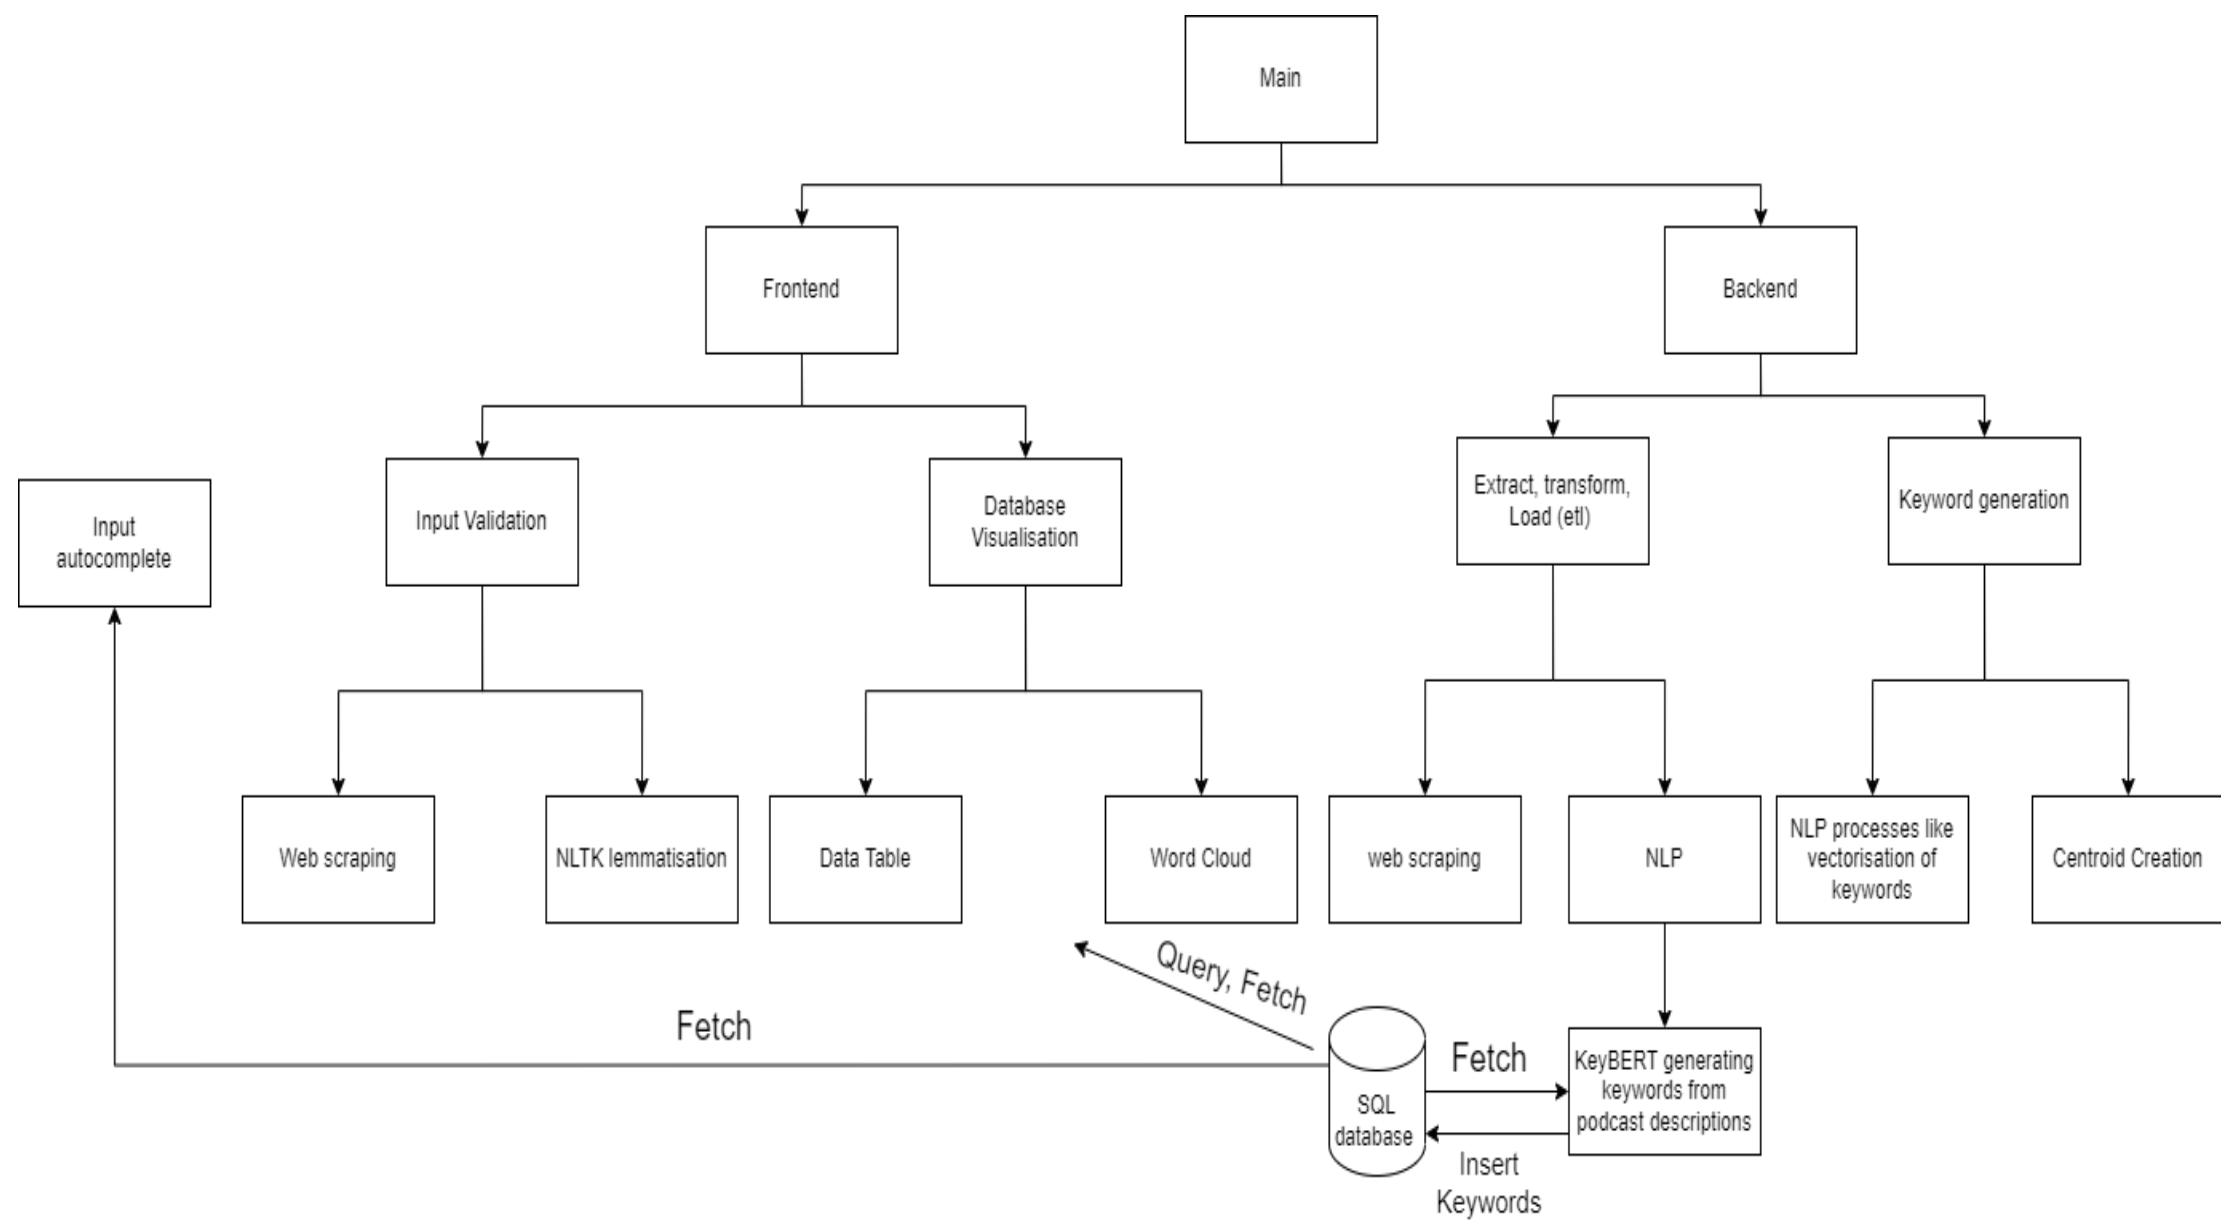 Main
Frontend
Backend
Input
autocomplete
Input Validation
Database
Visualisation
Extract, transform,
Load (etl)
Keyword generation
Web scraping
NLTK lemmatisation
Data Table
Word Cloud
web scraping
NLP
NLP processes like
vectorisation of
keywords
Centroid Creation
Query, Fetch
Fetch
Fetch
SQL
database
KeyBERT generating
keywords from
podcast descriptions
Insert
Keywords